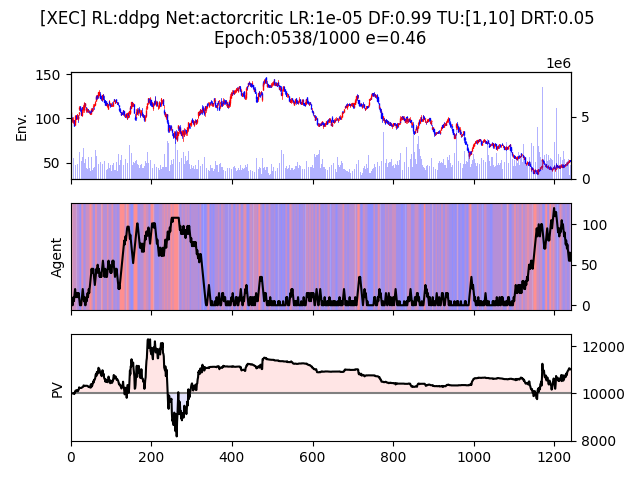 [XEC] RL:ddpg Net:actorcritic LR:1e-05 DF:0.99 TU:[1,10] DRT:0.05
Epoch:0538/1000 e=0.46
1e6
150
100
50
Env.
5
0
Agent
100
50
0
PV
12000
10000
8000
0 200 400 600 800 1000 1200